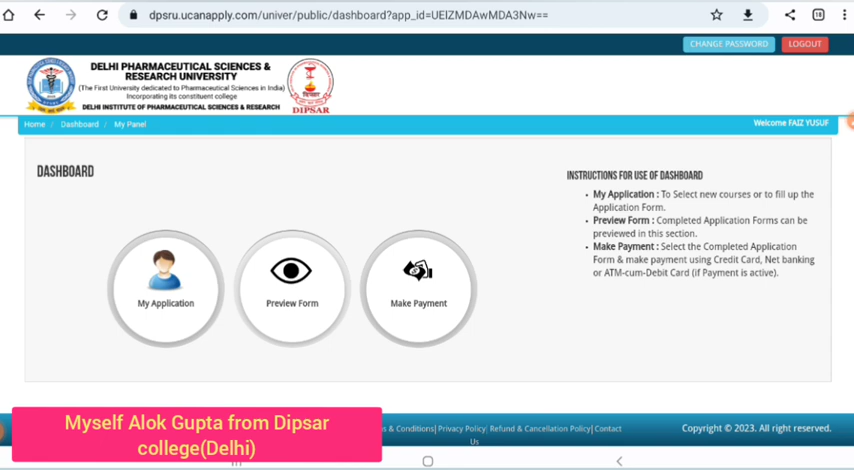 dpsru.ucanapply.com/univer/public/dashboard?app_id=UEIZMDAwMDA3Nw==
18
CHANGE PASSWORD LOGOUT
DELHI PHARMACEUTICAL SCIENCES &
RESEARCH UNIVERSITY
(The First University dedicated to Pharmaceutical Sciences in India)
Incorporating its constituent college
DELHI INSTITUTE OF PHARMACEUTICAL SCIENCES & RESEARCH
DIPSAR
Home / Dashboard / My Panel
Welcome FAIZ YUSUF
DASHBOARD
My Application
Preview Form
Make Payment
INSTRUCTIONS FOR USE OF DASHBOARD
• My Application : To Select new courses or to fill up the
Application Form.
• Preview Form : Completed Application Forms can be
previewed in this section.
• Make Payment : Select the Completed Application
Form & make payment using Credit Card, Net banking
or ATM-cum-Debit Card (if Payment is active).
Myself Alok Gupta from Dipsar
college(Delhi)
& Conditions| Privacy Policy| Refund & Cancellation Policy| Contact
Us
Copyright © 2023. All right reserved.